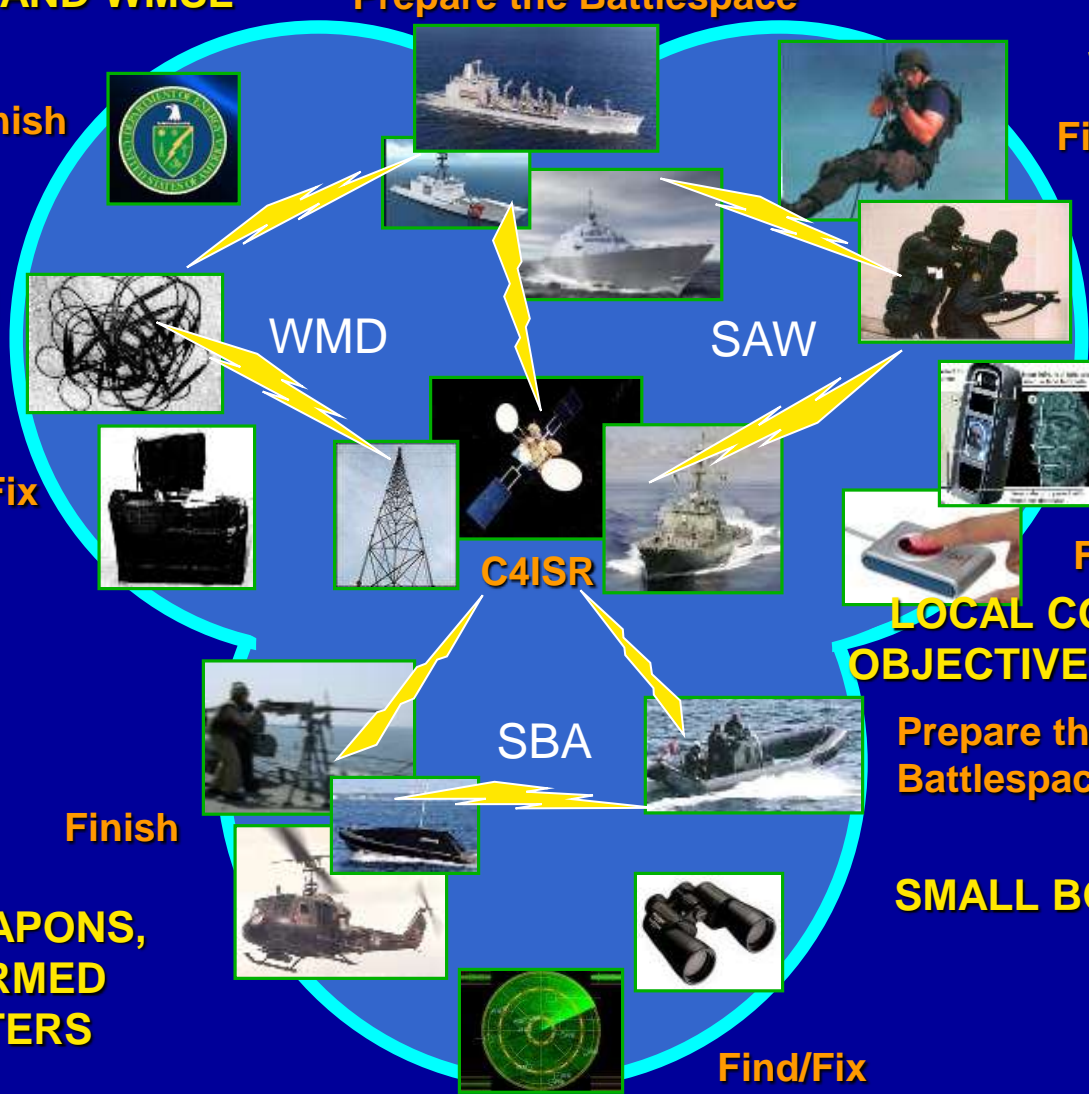 AND WMSE
Prepare the Battlespace
nish
Fi
WMD
SAW
Fix
C4ISR
F
LOCAL CO
OBJECTIVE
SBA
Prepare th
Battlespac
Finish
SMALL BO
APONS,
RMED
TERS
Find/Fix